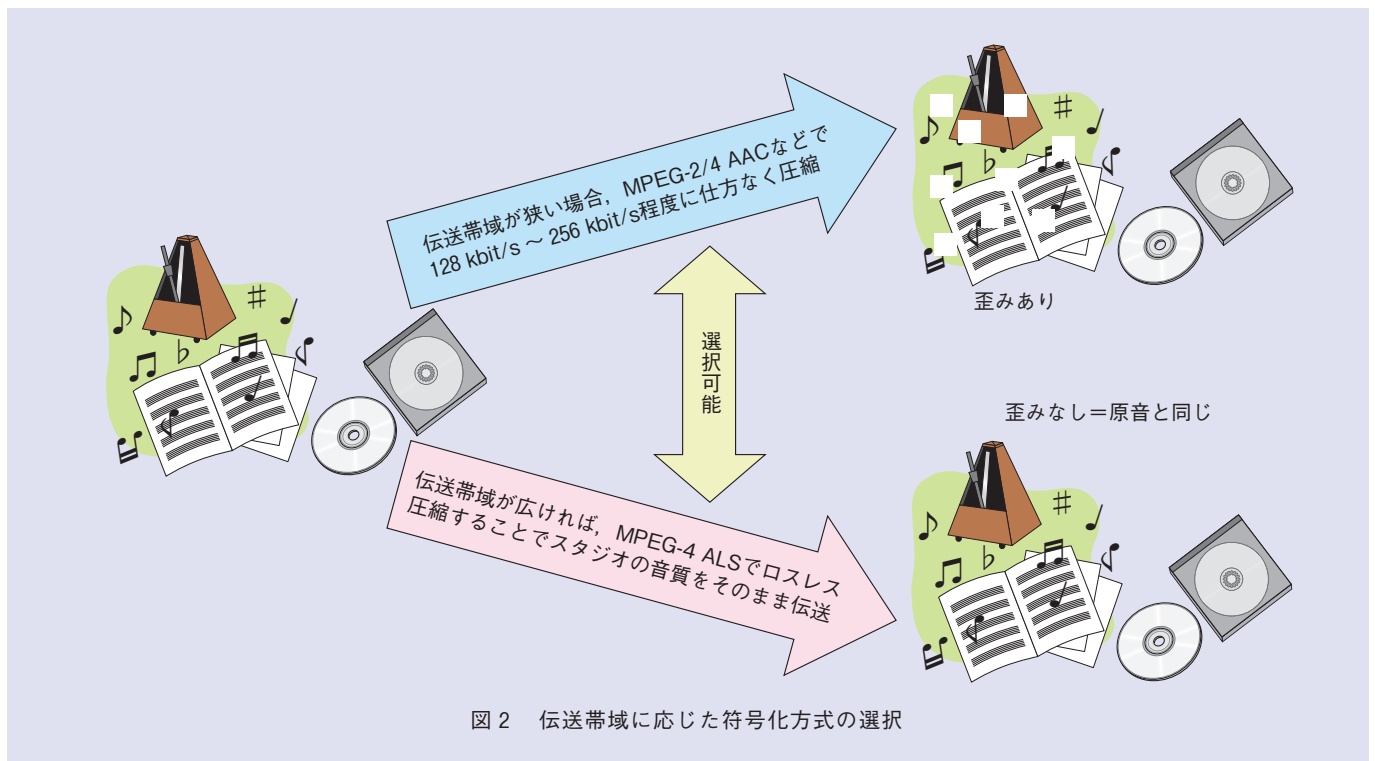 伝送帯域が狭い場合，MPEG-2/4 AACなどで
128 kbit/s ～ 256 kbit/s程度に仕方なく圧縮
歪みあり
選択可能
歪みなし＝原音と同じ
伝送帯域が広ければ，MPEG-4 ALSでロスレス
圧縮することでスタジオの音質をそのまま伝送
図 2　伝送帯域に応じた符号化方式の選択